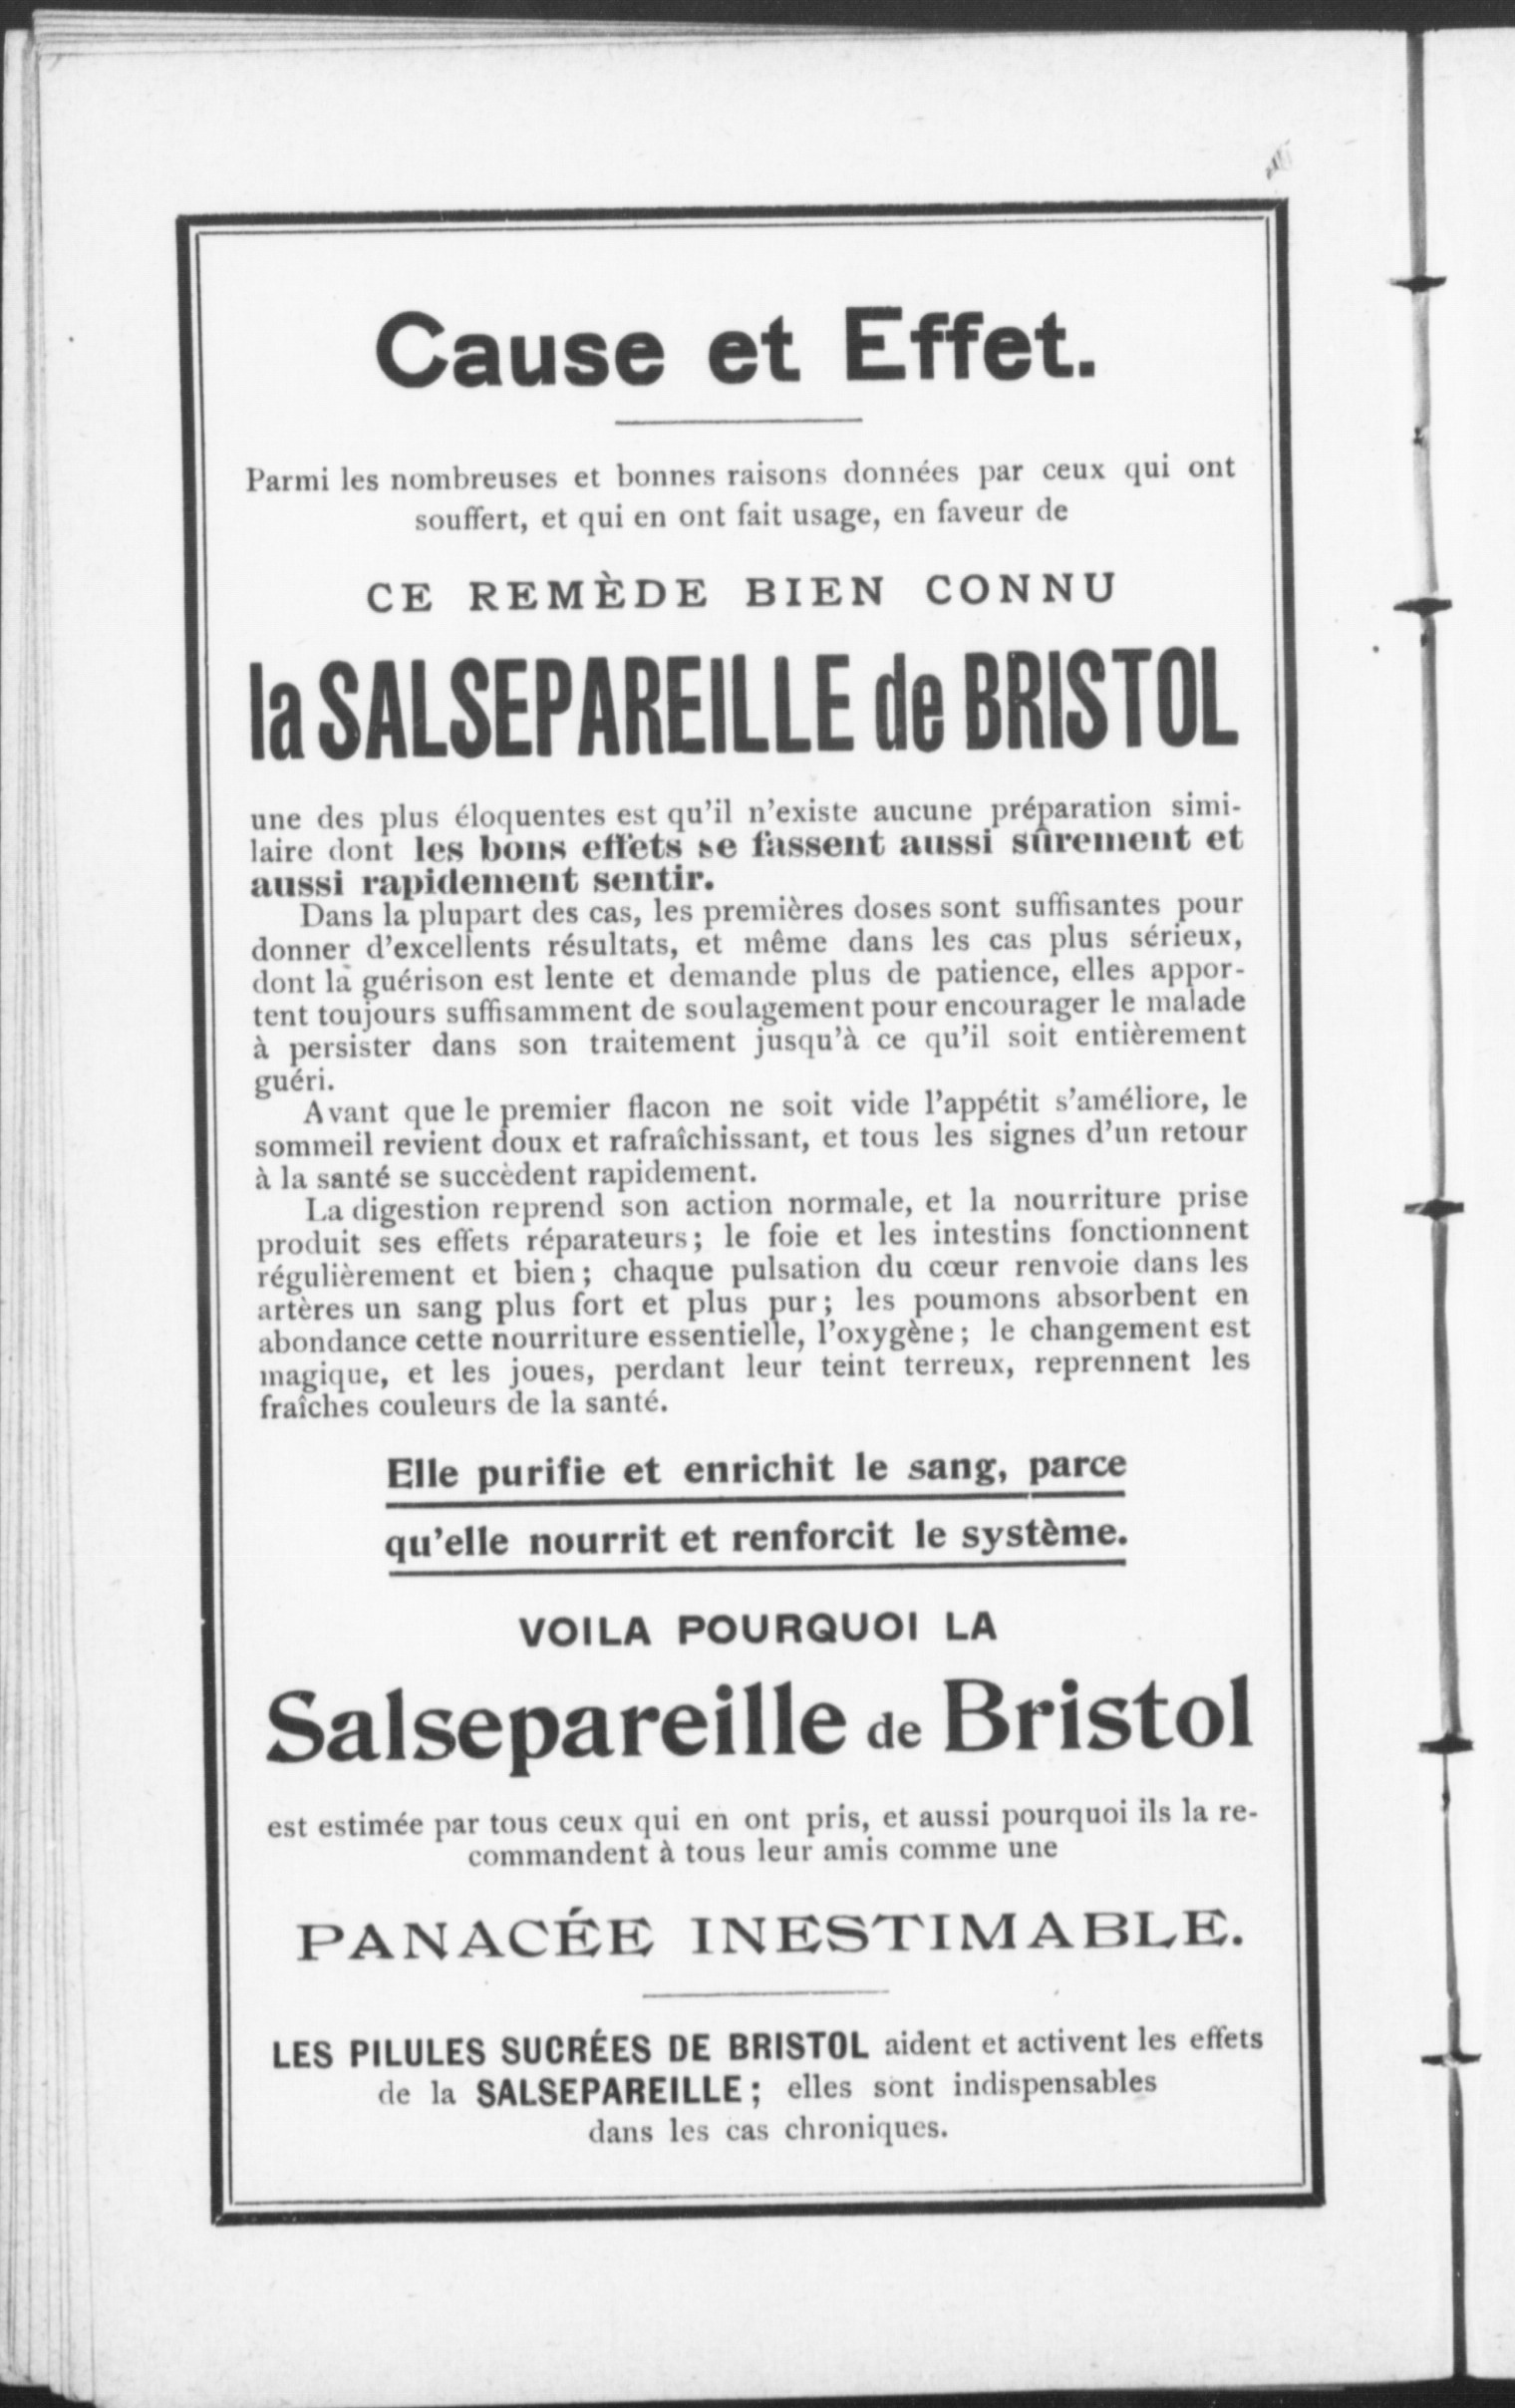 Cause et Effet.
Parmi les nombreuses et bonnes raisons données par ceux qui ont
souffert, et qui en ont fait usage, en faveur de
CE REMÈDE BIEN CONNU
la SALSEPAREILLE de BRISTOL
une des plus éloquentes est qu'il n'existe aucune préparation simi-
laire dont les bons effets se fassent aussi sûrement et
aussi rapidement sentir.
Dans la plupart des cas, les premières doses sont suffisantes pour
donner d'excellents résultats, et même dans les cas plus sérieux,
dont la guérison est lente et demande plus de patience, elles appor-
tent toujours suffisamment de soulagement pour encourager le malade
à persister dans son traitement jusqu'à ce qu'il soit entièrement
guéri.
Avant que le premier flacon ne soit vide l'appétit s'améliore, le
sommeil revient doux et rafraîchissant, et tous les signes d'un retour
à la santé se succèdent rapidement.
La digestion reprend son action normale, et la nourriture prise
produit ses effets réparateurs; le foie et les intestins fonctionnent
régulièrement et bien; chaque pulsation du cœur renvoie dans les
artères un sang plus fort et plus pur; les poumons absorbent en
abondance cette nourriture essentielle, l'oxygène; le changement est
magique, et les joues, perdant leur teint terreux, reprennent les
fraîches couleurs de la santé.
Elle purifie et enrichit le sang, parce
qu'elle nourrit et renforcit le système.
VOILA POURQUOI LA
Salsepareille de Bristol
est estimée par tous ceux qui en ont pris, et aussi pourquoi ils la re-
commandent à tous leur amis comme une
PANACÉE INESTIMABLE.
LES PILULES SUCRÉES DE BRISTOL aident et activent les effets
de la SALSEPAREILLE; elles sont indispensables
dans les cas chroniques.